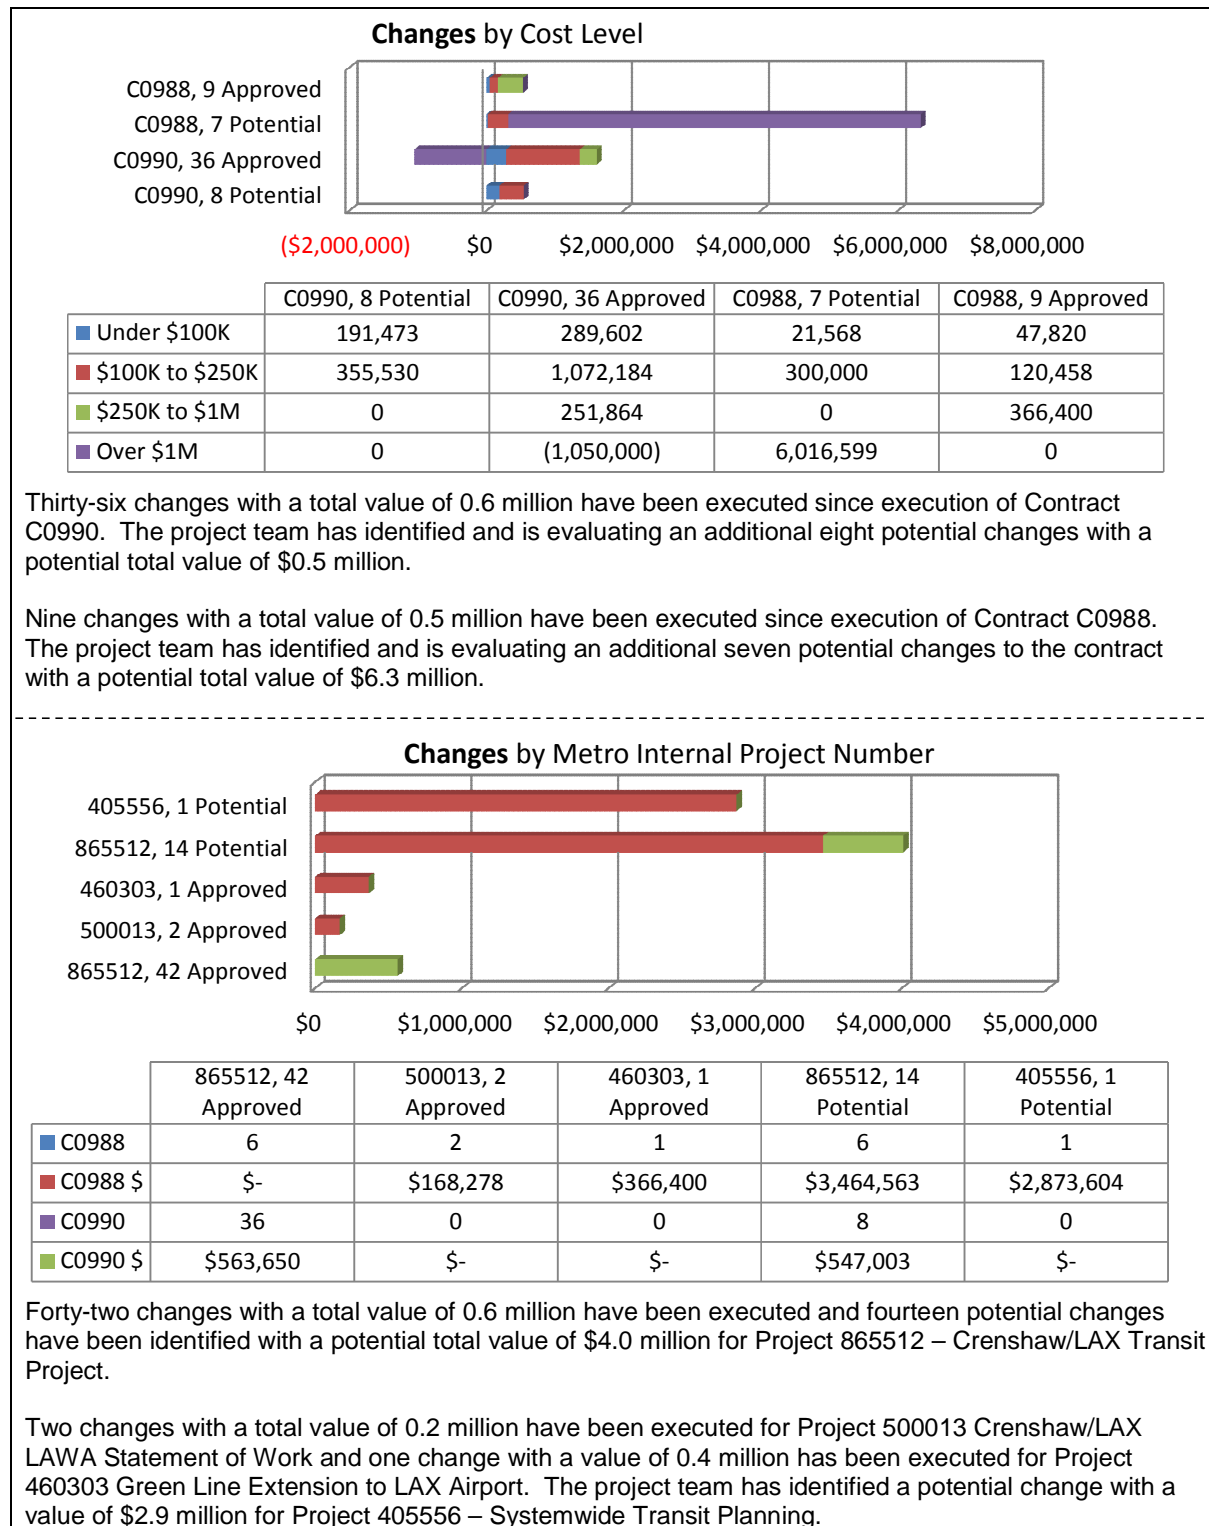 Changes by Cost Level
C0988, 9 Approved
C0988, 7 Potential
C0990, 36 Approved
C0990, 8 Potential
($2,000,000) $0 $2,000,000 $4,000,000 $6,000,000 $8,000,000
C0990, 8 Potential C0990, 36 Approved C0988, 7 Potential C0988, 9 Approved
Under $100K 191,473 289,602 21,568 47,820
$100K to $250K 355,530 1,072,184 300,000 120,458
$250K to $1M 0 251,864 0 366,400
Over $1M 0 (1,050,000) 6,016,599 0
Thirty-six changes with a total value of 0.6 million have been executed since execution of Contract
C0990. The project team has identified and is evaluating an additional eight potential changes with a
potential total value of $0.5 million.
Nine changes with a total value of 0.5 million have been executed since execution of Contract C0988.
The project team has identified and is evaluating an additional seven potential changes to the contract
with a potential total value of $6.3 million.
Changes by Metro Internal Project Number
405556, 1 Potential
865512, 14 Potential
460303, 1 Approved
500013, 2 Approved
865512, 42 Approved
$0 $1,000,000 $2,000,000 $3,000,000 $4,000,000 $5,000,000
865512, 42 500013, 2 460303, 1 865512, 14 405556, 1
Approved Approved Approved Potential Potential
C0988 6 2 1 6 1
C0988 $ $- $168,278 $366,400 $3,464,563 $2,873,604
C0990 36 0 0 8 0
C0990 $ $563,650 $- $- $547,003 $-
Forty-two changes with a total value of 0.6 million have been executed and fourteen potential changes
have been identified with a potential total value of $4.0 million for Project 865512 – Crenshaw/LAX Transit
Project.
Two changes with a total value of 0.2 million have been executed for Project 500013 Crenshaw/LAX
LAWA Statement of Work and one change with a value of 0.4 million has been executed for Project
460303 Green Line Extension to LAX Airport. The project team has identified a potential change with a
value of $2.9 million for Project 405556 – Systemwide Transit Planning.